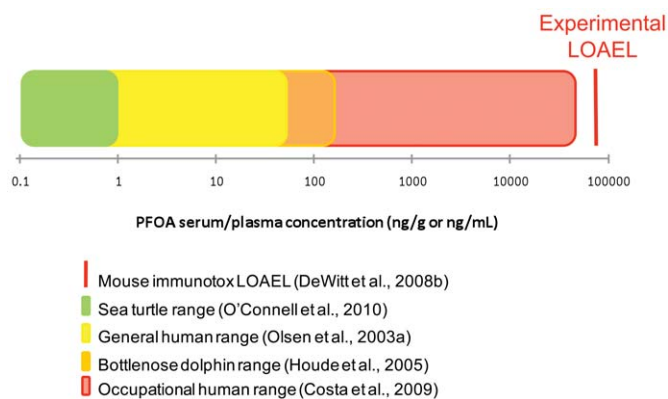 Experimental
LOAEL
0.1 1 10 100 1000 10000 100000
PFOA serum/plasma concentration (ng/g or ng/mL)
Mouse immunotox LOAEL (DeWitt et al., 2008b)
Sea turtle range (O'Connell et al., 2010)
General human range (Olsen et al., 2003a)
Bottlenose dolphin range (Houde et al., 2005)
Occupational human range (Costa et al., 2009)